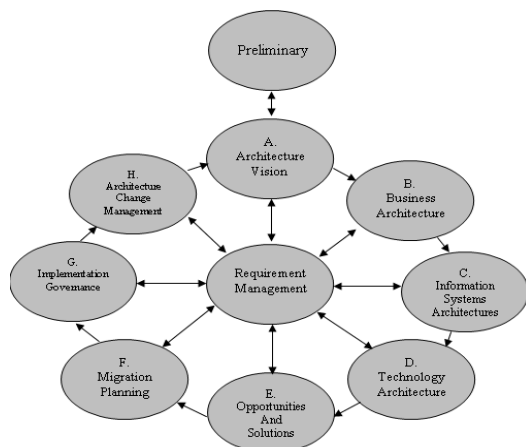 Preliminary
A.
Architecture
Vision
H.
Architecture
Change
Management
B.
Business
Architecture
G.
Implementation
Governance
Requirement
Management
C.
Information
Systems
Architectures
F.
Migration
Planning
D.
Technology
Architecture
E.
Opportunities
And
Solutions